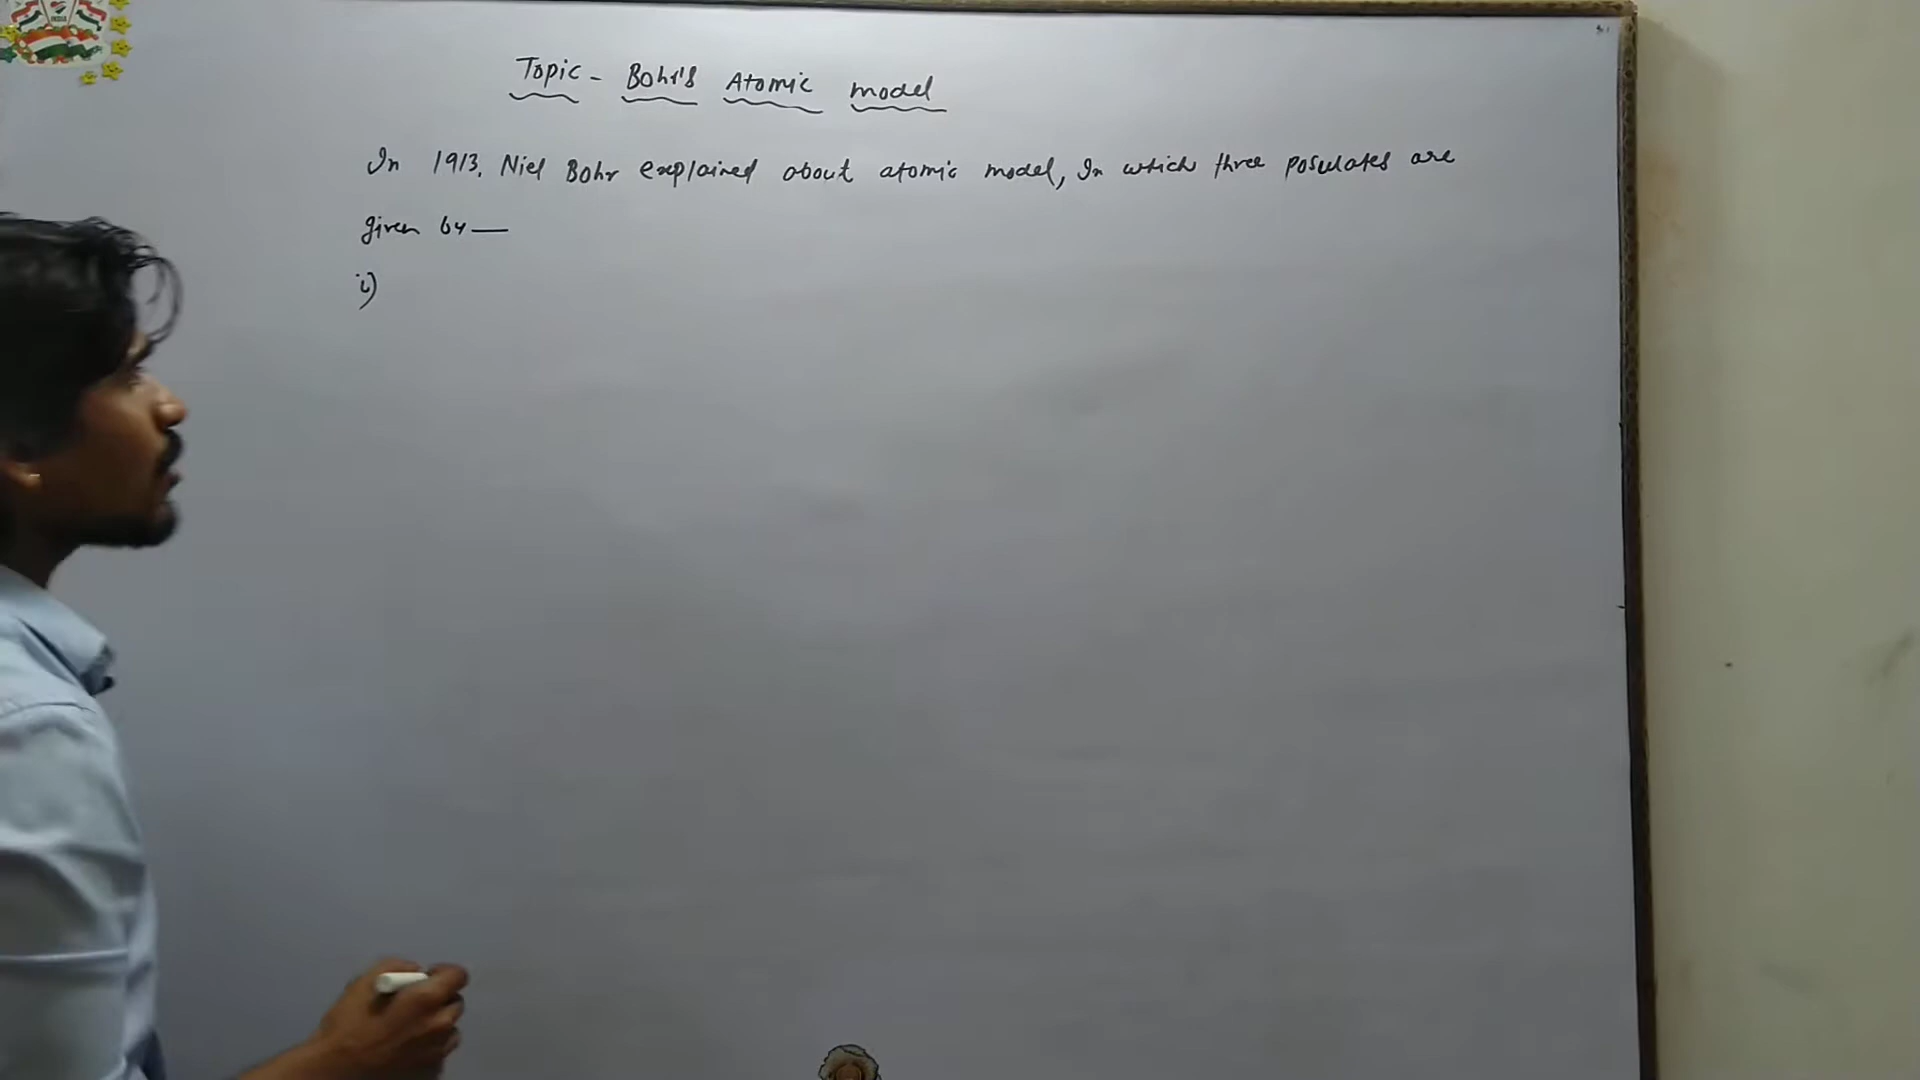 INDIA
Topic - Bohr's Atomic model
In 1913, Niel Bohr explained about atomic model, In which three posulates are
given by —
i)